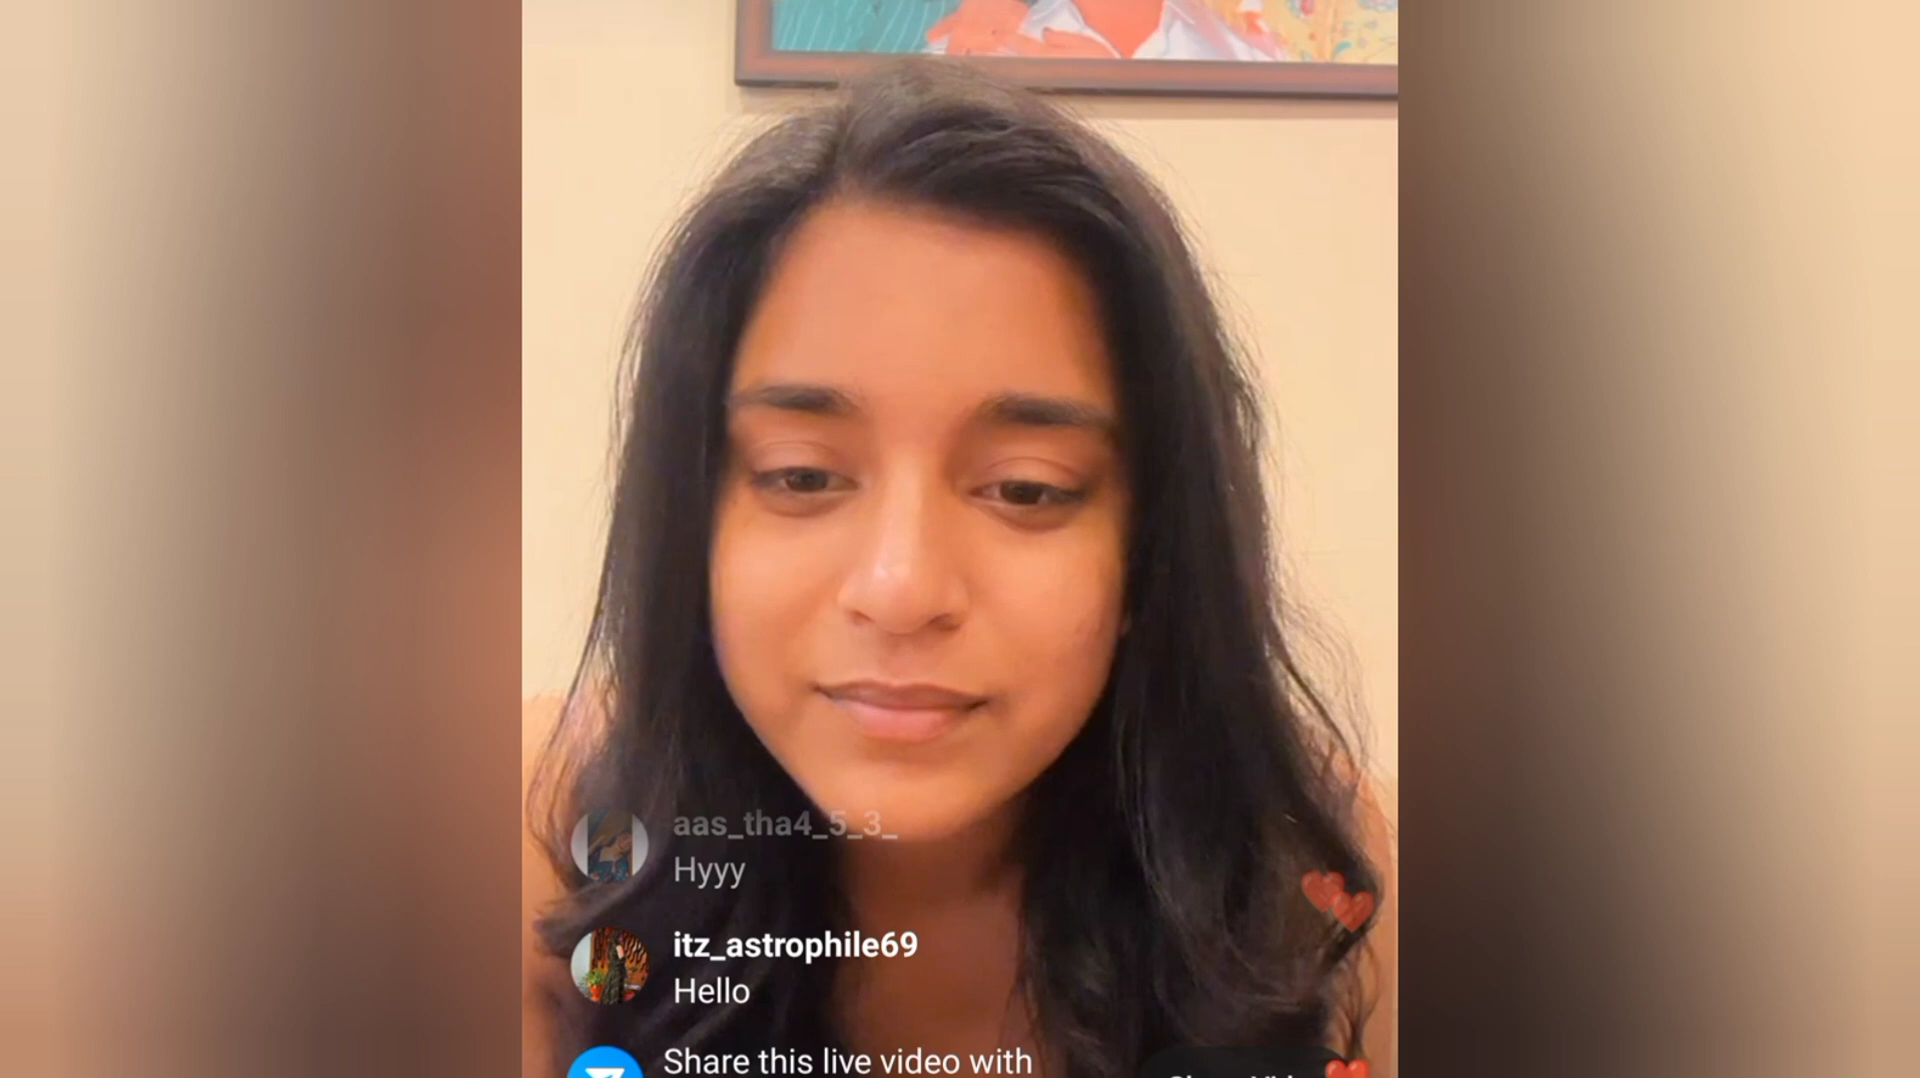 aas_tha4_5_3_
Hyyy
itz_astrophile69
Hello
Share this live video with